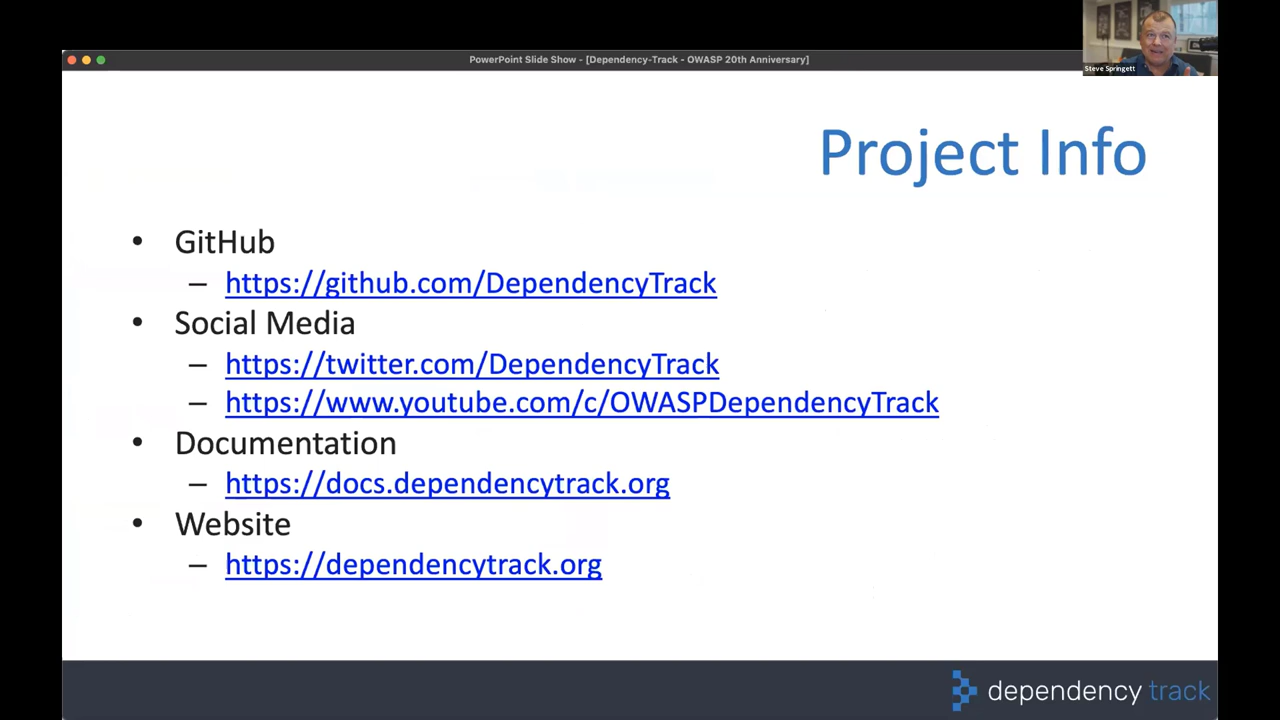 PowerPoint Slide Show - [Dependency-Track - OWASP 20th Anniversary]
Steve Springett
Project Info
• GitHub
– https://github.com/DependencyTrack
• Social Media
– https://twitter.com/DependencyTrack
– https://www.youtube.com/c/OWASPDependencyTrack
• Documentation
– https://docs.dependencytrack.org
• Website
– https://dependencytrack.org
dependency track